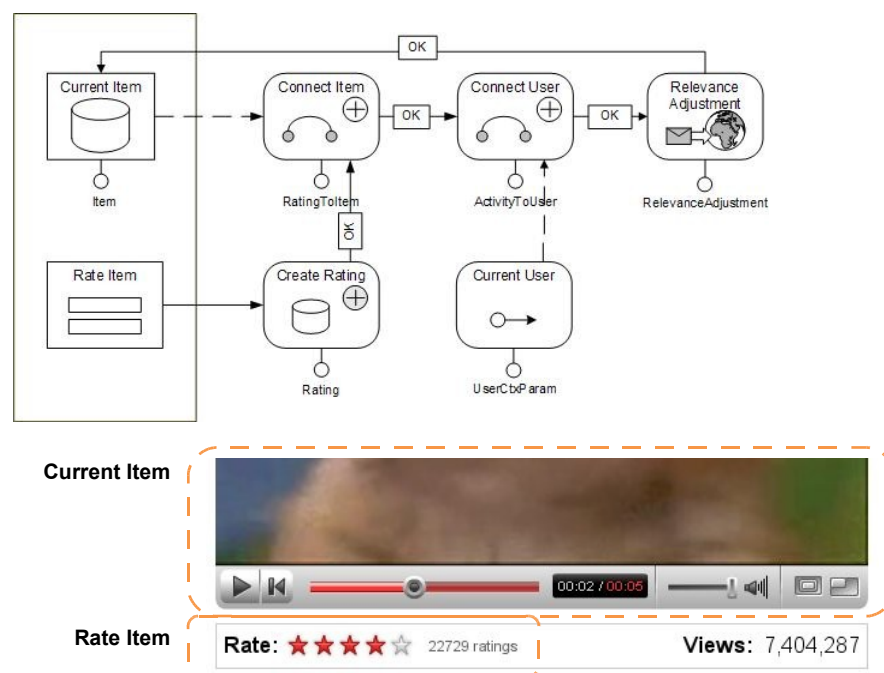 OK
Current Item
Connect Item
Connect User
Relevance
Adjustment
OK
OK
Item
RatingToItem
ActivityToUser
RelevanceAdjustment
OK
Rate Item
Create Rating
Current User
Rating
UserCtxParam
Current Item
00:02 / 00:05
Rate Item
Rate:
22729 ratings
Views: 7,404,287